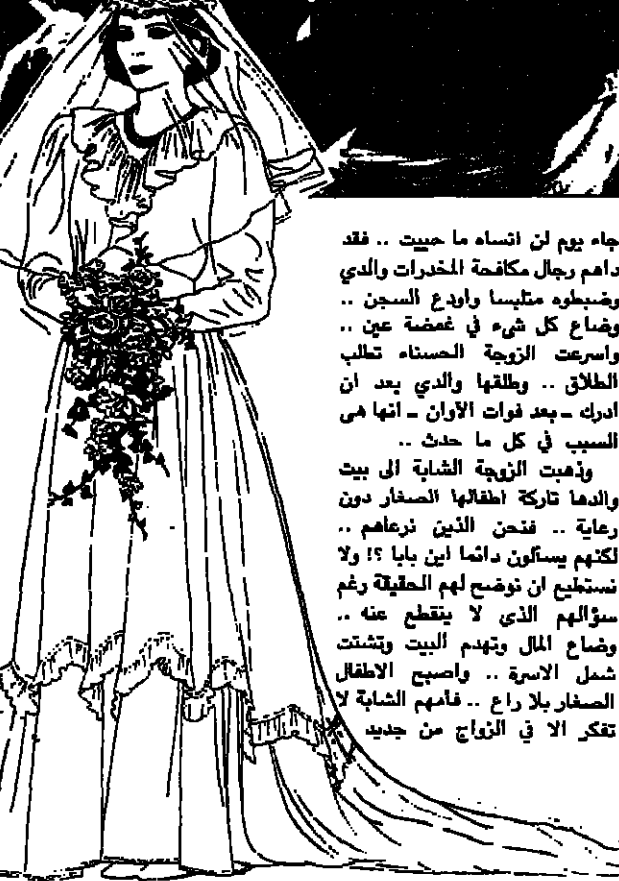 جاء يوم لن انساه ما حييت .. فقد
داهم رجال مكافحة المخدرات والدي
وضبطوه متلبسا واودع السجن ..
وضاع كل شيء في غمضة عين ..
واسرعت الزوجة الحسناء تطلب
الطلاق .. وطلقها والدي بعد ان
ادرك - بعد فوات الآوان - انها هى
السبب في كل ما حدث ..
وذهبت الزوجة الشابة الى بيت
والدها تاركة اطفالها الصغار دون
رعاية .. فنحن الذين نرعاهم ..
لكنهم يسألون دائما اين بابا ؟! ولا
نستطيع ان نوضح لهم الحقيقة رغم
سؤالهم الذي لا ينقطع عنه ..
وضاع المال وتهدم البيت وتشتت
شمل الاسرة .. واصبح الاطفال
الصغار بلا راع .. فأمهم الشابة لا
تفكر الا في الزواج من جديد